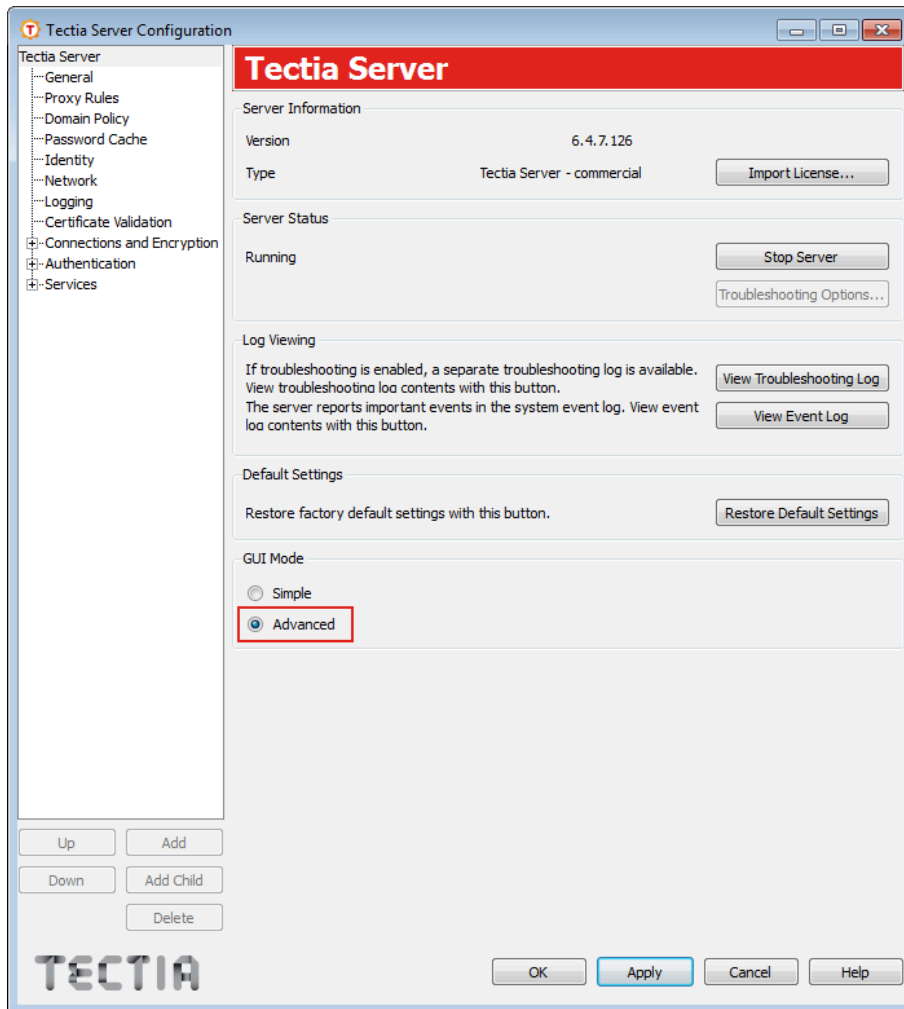 Tectia Server Configuration
Tectia Server
General
Proxy Rules
Domain Policy
Password Cache
Identity
Network
Logging
Certificate Validation
Connections and Encryption
Authentication
Services
Up
Add
Down
Add Child
Delete
TECTIA
Tectia Server
Server Information
Version 6.4.7.126
Type Tectia Server - commercial Import License...
Server Status
Running Stop Server
Troubleshooting Options...
Log Viewing
If troubleshooting is enabled, a separate troubleshooting log is available.
View troubleshooting log contents with this button.
View Troubleshooting Log
The server reports important events in the system event log. View event
log contents with this button.
View Event Log
Default Settings
Restore factory default settings with this button. Restore Default Settings
GUI Mode
Simple
Advanced
OK Apply Cancel Help